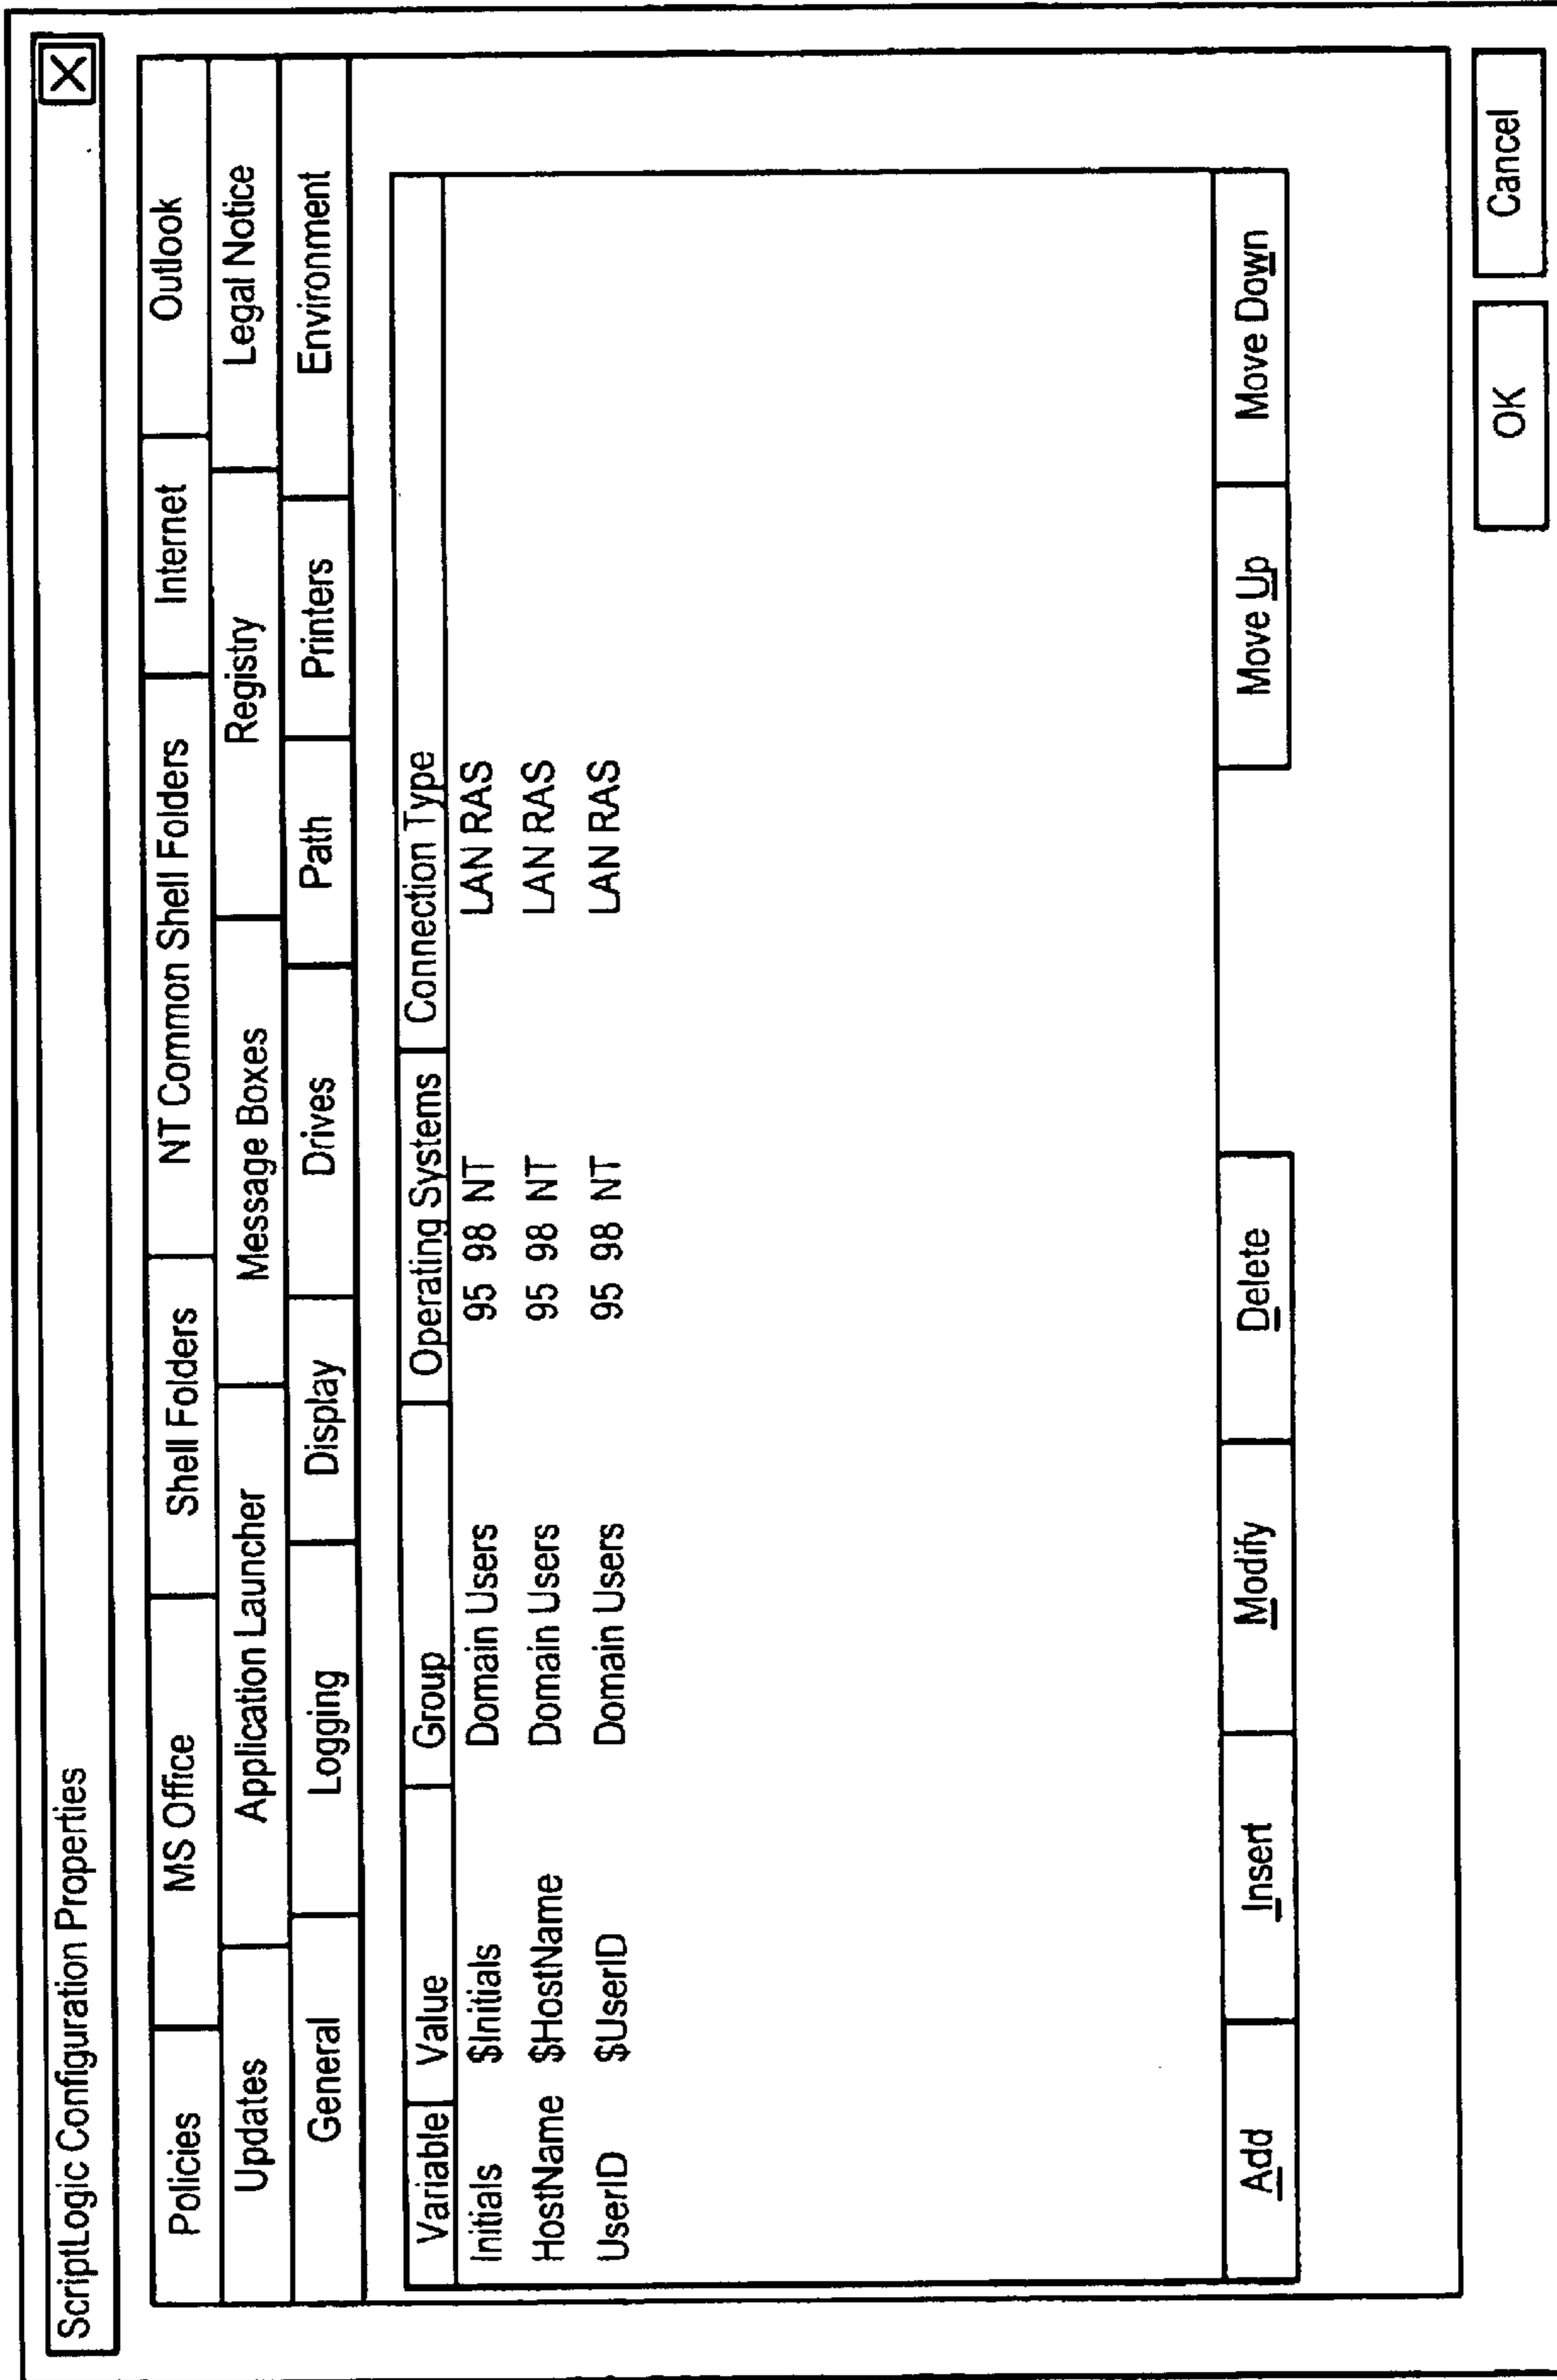 ScriptLogic Configuration Properties X
Policies MS Office Shell Folders NT Common Shell Folders Internet Outlook
Updates Application Launcher Message Boxes Registry Legal Notice
General Logging Display Drives Path Printers Environment
Variable Value Group Operating Systems Connection Type
Initials $Initials Domain Users 95 98 NT LAN RAS
HostName $HostName Domain Users 95 98 NT LAN RAS
UserID $UserID Domain Users 95 98 NT LAN RAS
Add Insert Modify Delete Move Up Move Down
OK Cancel